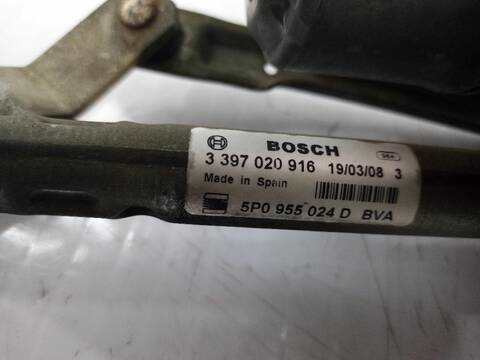 BOSCH
3 397 020 916 19/03/08 3
Made in Spain
5P0 955 024 D BVA